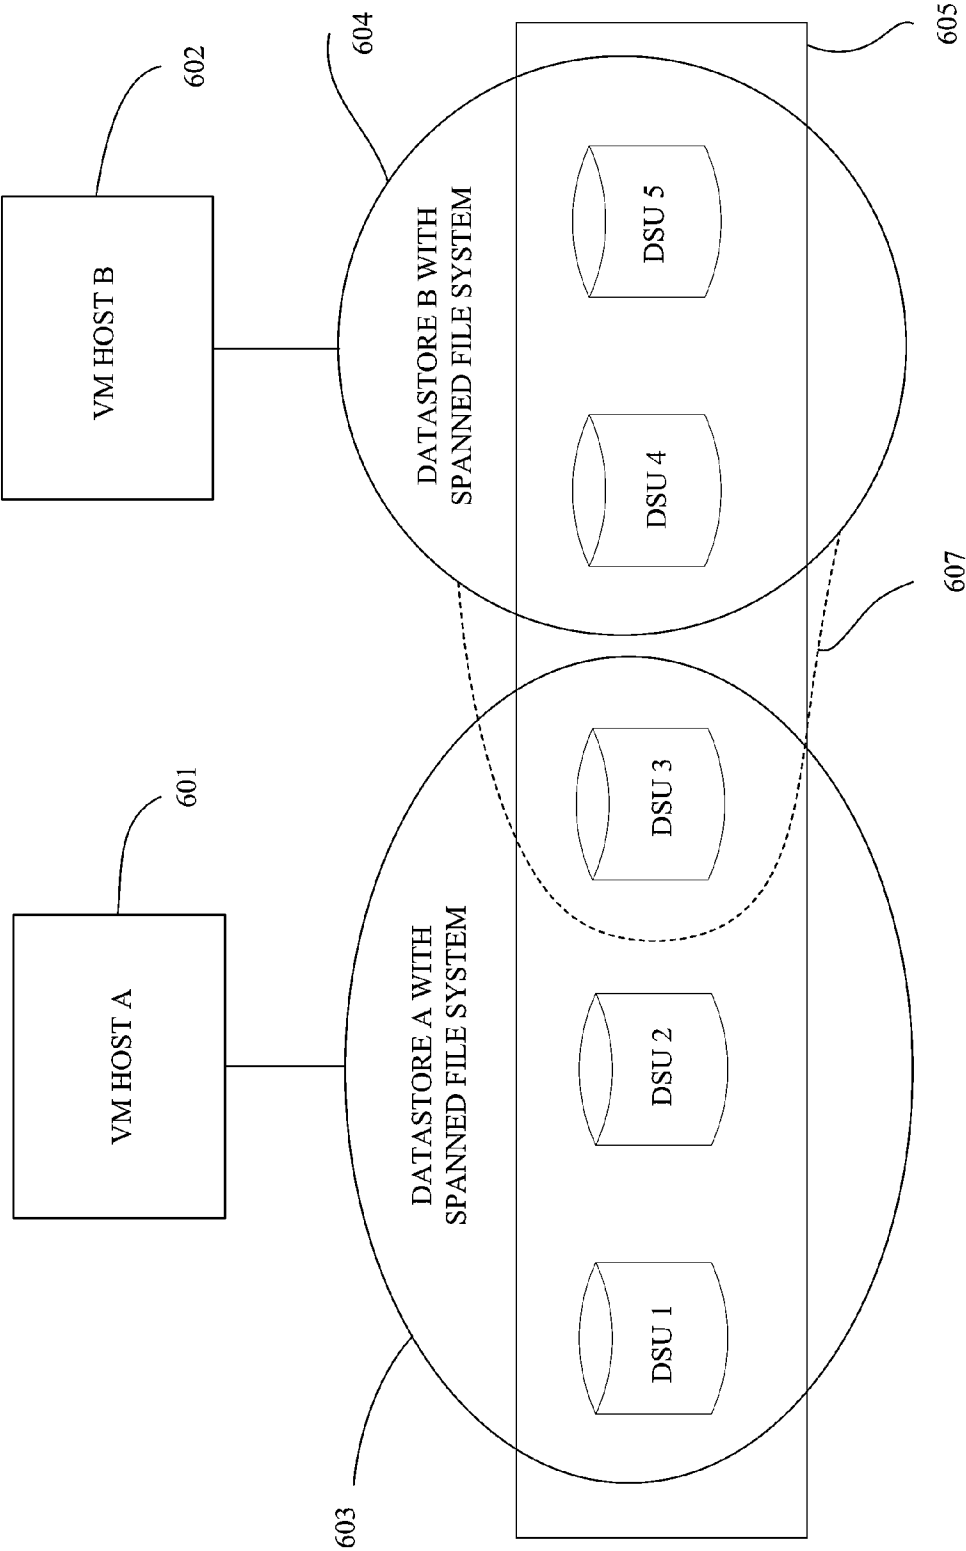 VM HOST A
601
VM HOST B
602
603
DATASTORE A WITH
SPANNED FILE SYSTEM
604
DATASTORE B WITH
SPANNED FILE SYSTEM
605
DSU 1
DSU 2
DSU 3
DSU 4
DSU 5
607